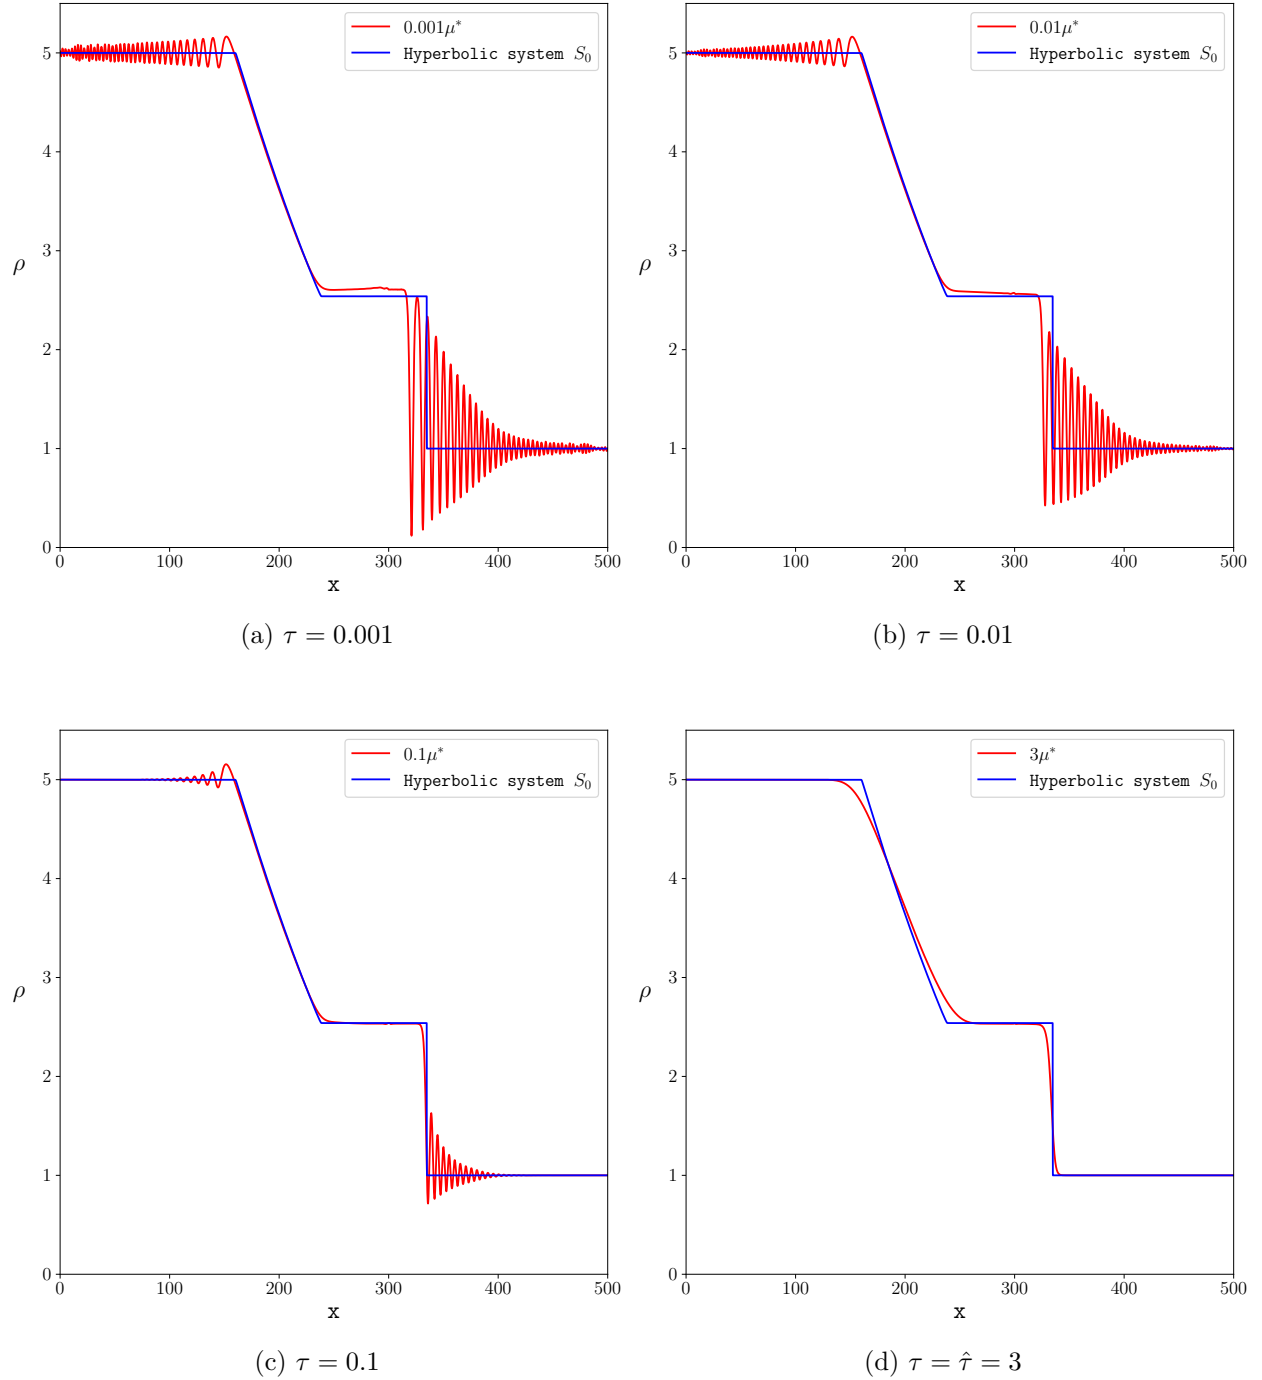 0.001μ*
Hyperbolic system S₀
5
4
3
2
1
0
ρ
0 100 200 300 400 500
x
(a) τ = 0.001
0.01μ*
Hyperbolic system S₀
5
4
3
2
1
0
ρ
0 100 200 300 400 500
x
(b) τ = 0.01
0.1μ*
Hyperbolic system S₀
5
4
3
2
1
0
ρ
0 100 200 300 400 500
x
(c) τ = 0.1
3μ*
Hyperbolic system S₀
5
4
3
2
1
0
ρ
0 100 200 300 400 500
x
(d) τ = τ̂ = 3